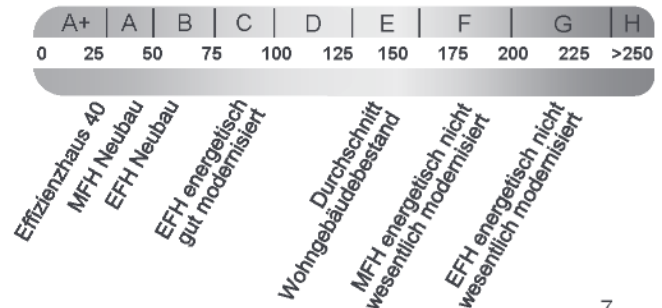 A+ A B C D E F G H
0 25 50 75 100 125 150 175 200 225 >250
Effizienzhaus 40
MFH Neubau
EFH Neubau
EFH energetisch
gut modernisiert
Durchschnitt
Wohngebäudebestand
MFH energetisch nicht
wesentlich modernisiert
EFH energetisch nicht
wesentlich modernisiert
7